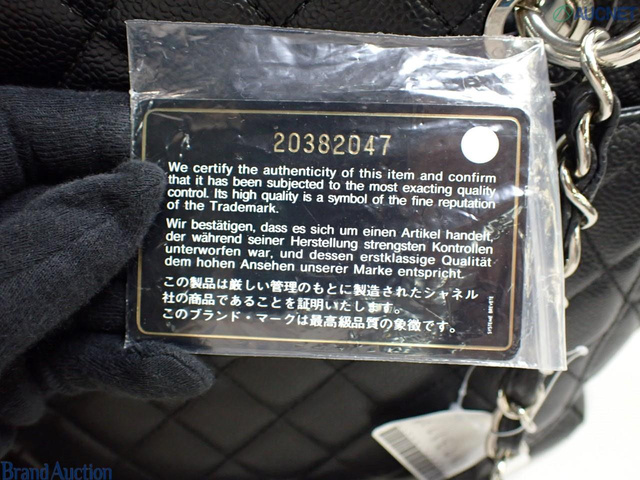 AUCNET
20382047
We certify the authenticity of this item and confirm
that it has been subjected to the most exacting quality
control. Its high quality is a symbol of the fine reputation
of the Trademark.
Wir bestätigen, dass es sich um einen Artikel handelt,
der während seiner Herstellung strengsten Kontrollen
unterworfen war, und dessen erstklassige Qualität
dem hohen Ansehen unserer Marke entspricht.
この製品は厳しい管理のもとに製造されたシャネル
社の商品であることを証明いたします。
このブランド・マークは最高級品質の象徴です。
Brand Auction